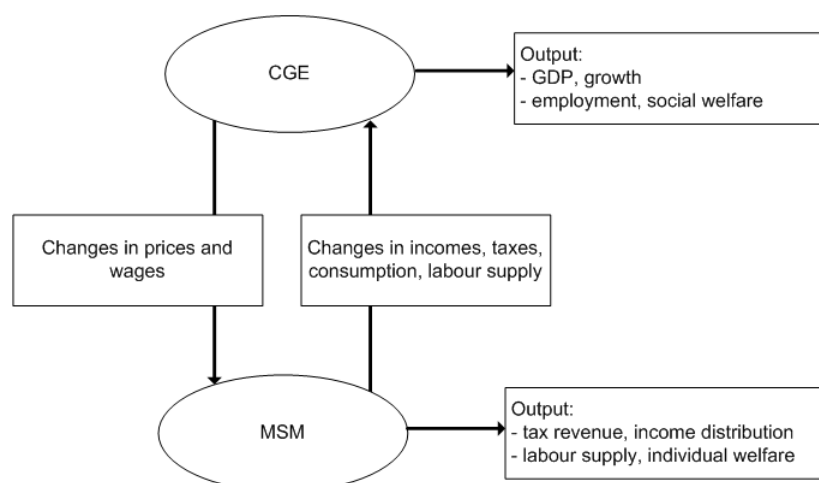 CGE
Output:
- GDP, growth
- employment, social welfare
Changes in prices and
wages
Changes in incomes, taxes,
consumption, labour supply
MSM
Output:
- tax revenue, income distribution
- labour supply, individual welfare